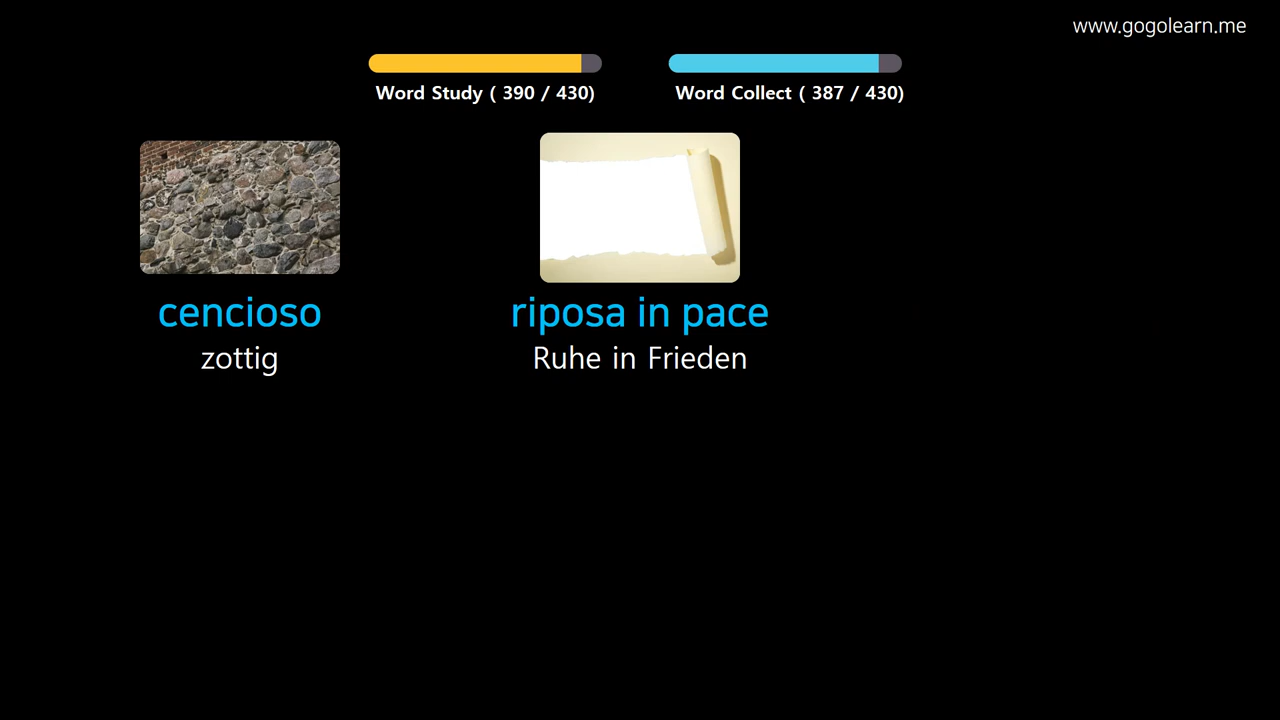 www.gogolearn.me
Word Study ( 390 / 430)
Word Collect ( 387 / 430)
cencioso
zottig
riposa in pace
Ruhe in Frieden